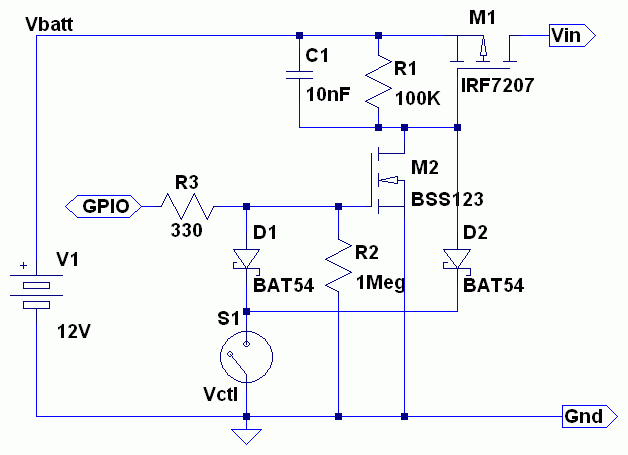 Vbatt
M1
Vin
C1
R1
IRF7207
10nF
100K
M2
R3
BSS123
GPIO
330
D1
D2
R2
V1
BAT54
1Meg
BAT54
+
S1
12V
Vctl
Gnd